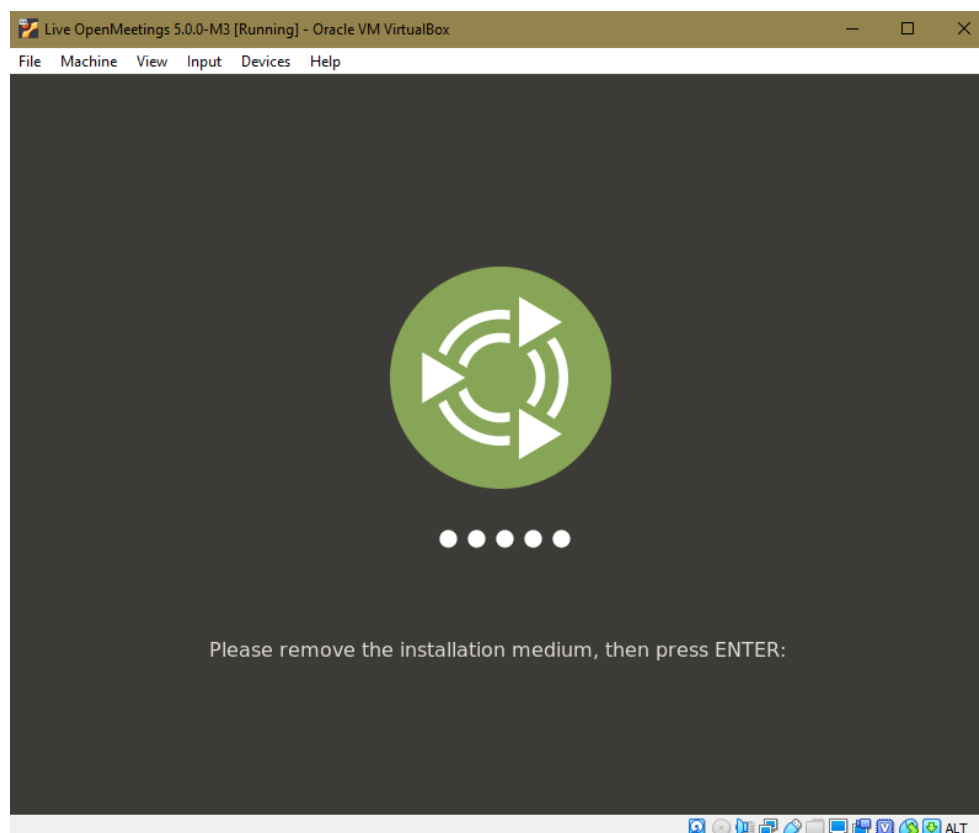 Live OpenMeetings 5.0.0-M3 [Running] - Oracle VM VirtualBox
File Machine View Input Devices Help
Please remove the installation medium, then press ENTER:
ALT